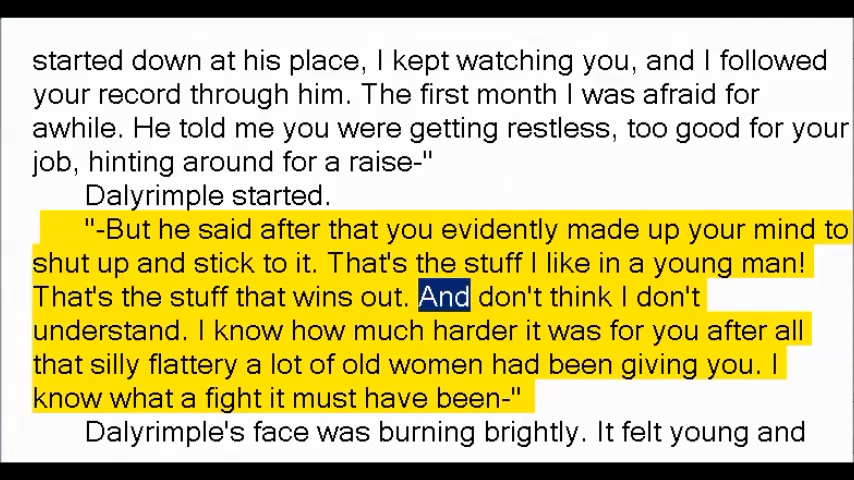 started down at his place, I kept watching you, and I followed
your record through him. The first month I was afraid for
awhile. He told me you were getting restless, too good for your
job, hinting around for a raise-"
Dalyrimple started.
"-But he said after that you evidently made up your mind to
shut up and stick to it. That's the stuff I like in a young man!
That's the stuff that wins out. And don't think I don't
understand. I know how much harder it was for you after all
that silly flattery a lot of old women had been giving you. I
know what a fight it must have been-"
Dalyrimple's face was burning brightly. It felt young and